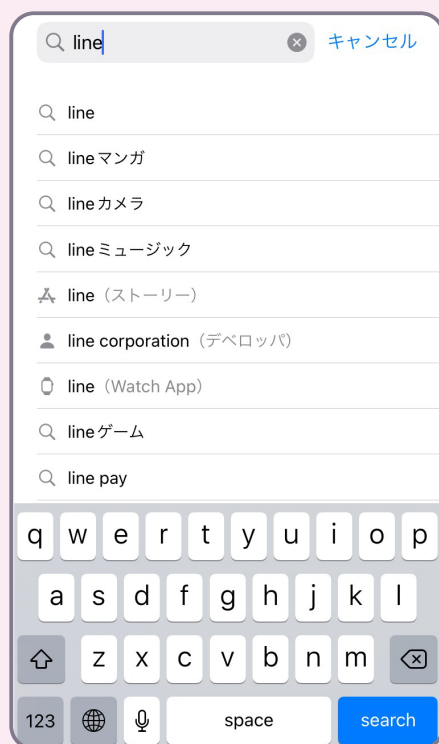 line キャンセル
line
lineマンガ
lineカメラ
lineミュージック
line（ストーリー）
line corporation（デベロッパ）
line（Watch App）
lineゲーム
line pay
q w e r t y u i o p
a s d f g h j k l
z x c v b n m
123 space search